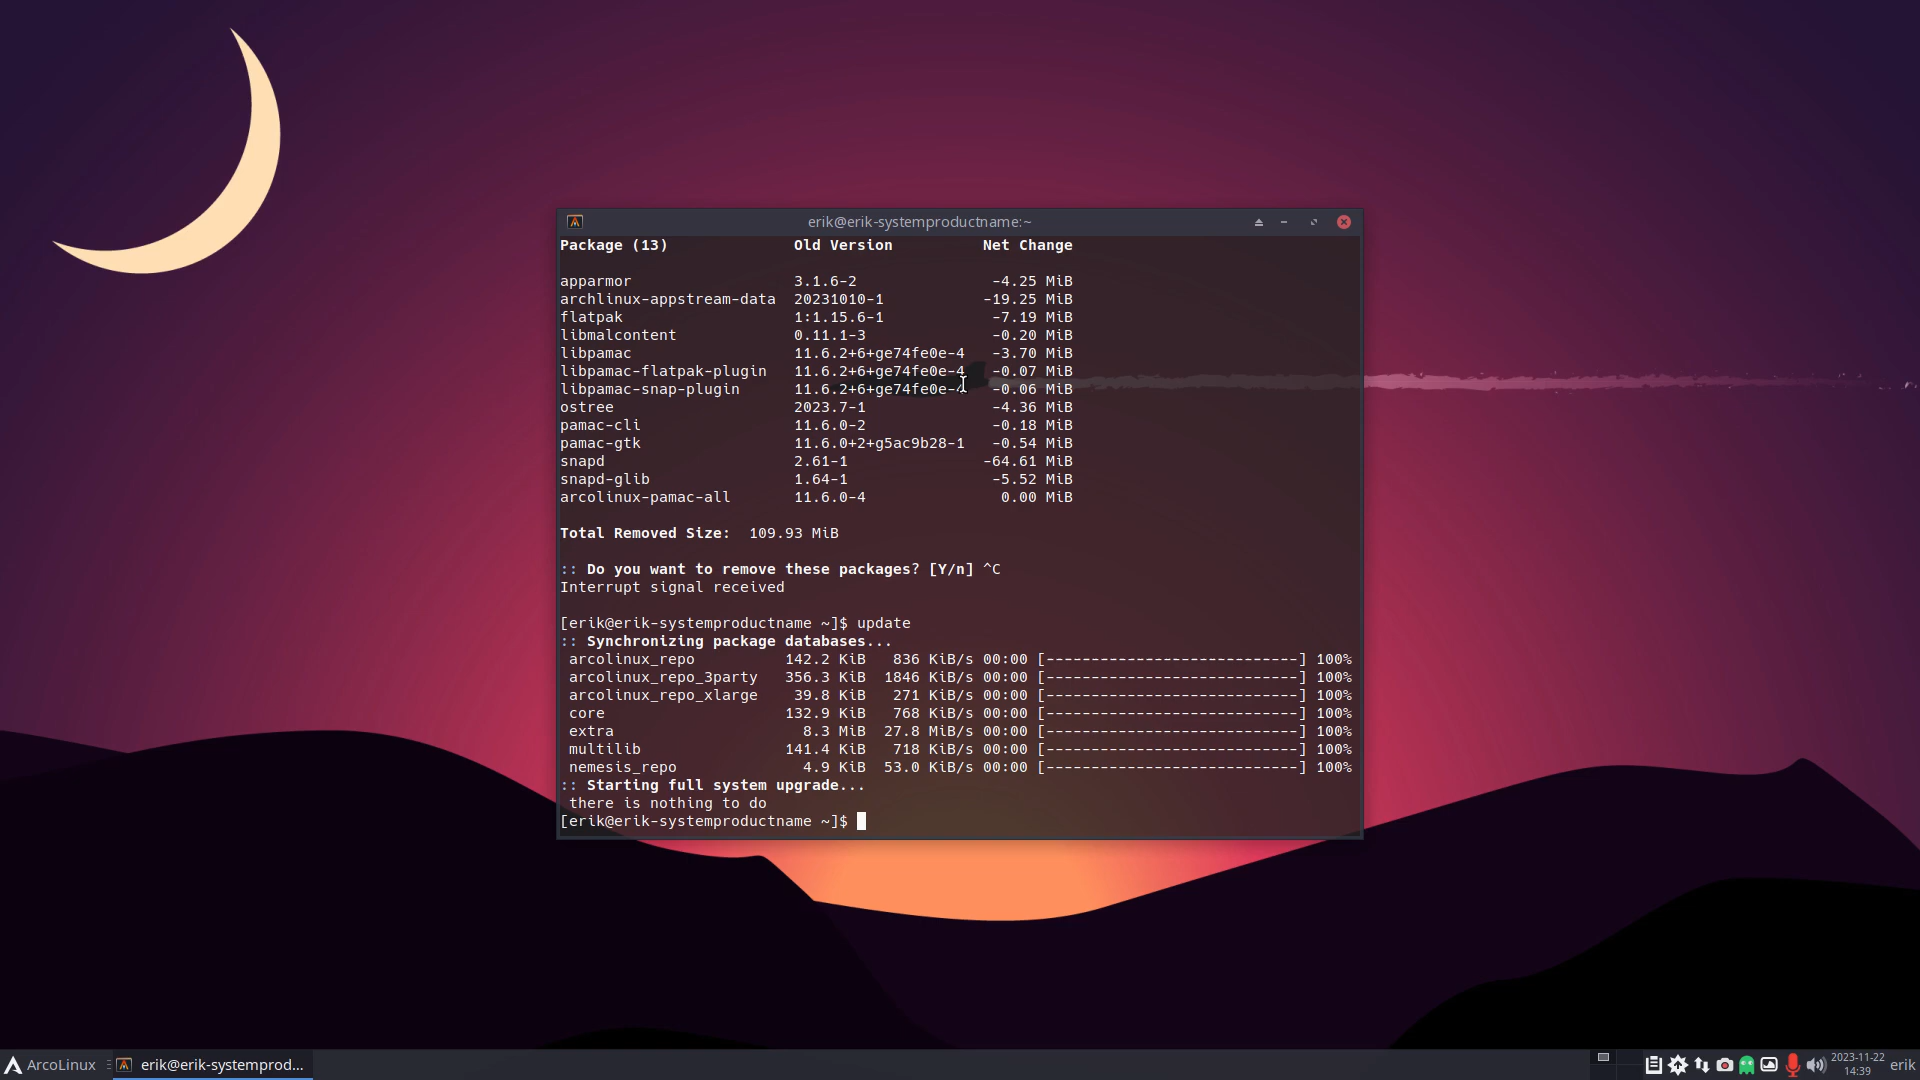 erik@erik-systemproductname:~
Package (13) Old Version Net Change
apparmor 3.1.6-2 -4.25 MiB
archlinux-appstream-data 20231010-1 -19.25 MiB
flatpak 1:1.15.6-1 -7.19 MiB
libmalcontent 0.11.1-3 -0.20 MiB
libpamac 11.6.2+6+ge74fe0e-4 -3.70 MiB
libpamac-flatpak-plugin 11.6.2+6+ge74fe0e-4 -0.07 MiB
libpamac-snap-plugin 11.6.2+6+ge74fe0e-4 -0.06 MiB
ostree 2023.7-1 -4.36 MiB
pamac-cli 11.6.0-2 -0.18 MiB
pamac-gtk 11.6.0+2+g5ac9b28-1 -0.54 MiB
snapd 2.61-1 -64.61 MiB
snapd-glib 1.64-1 -5.52 MiB
arcolinux-pamac-all 11.6.0-4 0.00 MiB
Total Removed Size: 109.93 MiB
:: Do you want to remove these packages? [Y/n] ^C
Interrupt signal received
[erik@erik-systemproductname ~]$ update
:: Synchronizing package databases...
arcolinux_repo 142.2 KiB 836 KiB/s 00:00 [----------------------------] 100%
arcolinux_repo_3party 356.3 KiB 1846 KiB/s 00:00 [----------------------------] 100%
arcolinux_repo_xlarge 39.8 KiB 271 KiB/s 00:00 [----------------------------] 100%
core 132.9 KiB 768 KiB/s 00:00 [----------------------------] 100%
extra 8.3 MiB 27.8 MiB/s 00:00 [----------------------------] 100%
multilib 141.4 KiB 718 KiB/s 00:00 [----------------------------] 100%
nemesis_repo 4.9 KiB 53.0 KiB/s 00:00 [----------------------------] 100%
:: Starting full system upgrade...
there is nothing to do
[erik@erik-systemproductname ~]$
ArcoLinux erik@erik-systemprod... 2023-11-22 erik
14:39